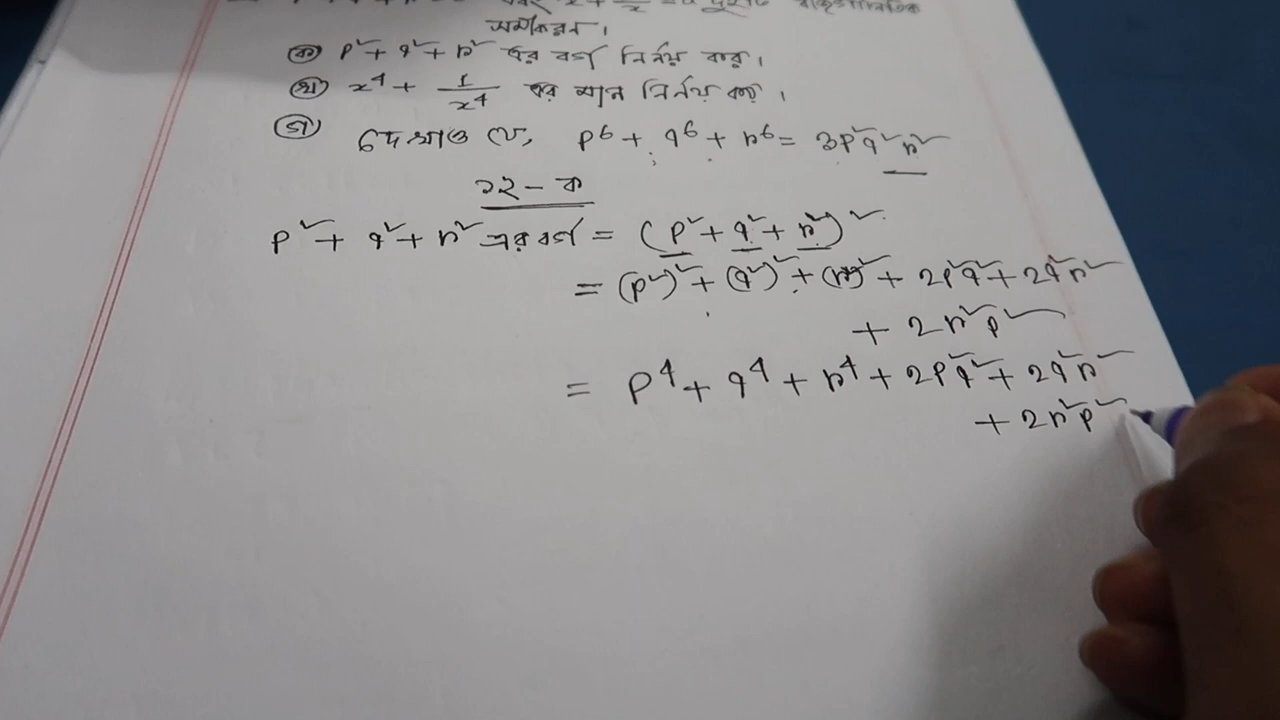 সমীকরণ।
ক p² + q² + r² এর বর্গ নির্নয় কর।
খ x⁴ + 1/x⁴ এর মান নির্নয় কর।
গ দেখাও যে, p⁶ + q⁶ + r⁶ = 3p²q²r²
১২ - ক
p² + q² + r² এর বর্গ = (p² + q² + r²)²
= (p²)² + (q²)² + (r²)² + 2p²q² + 2q²r²
+ 2r²p²
= p⁴ + q⁴ + r⁴ + 2p²q² + 2q²r²
+ 2r²p²